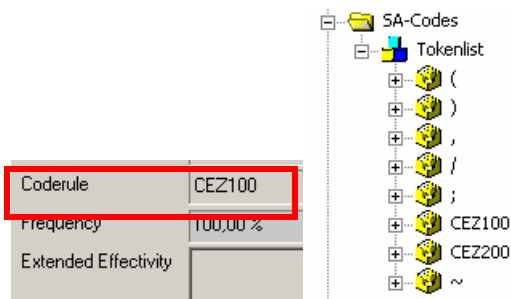 SA-Codes
Tokenlist
(
)
,
/
;
CEZ100
CEZ200
~
Coderule CEZ100
Frequency 100,00 %
Extended Effectivity